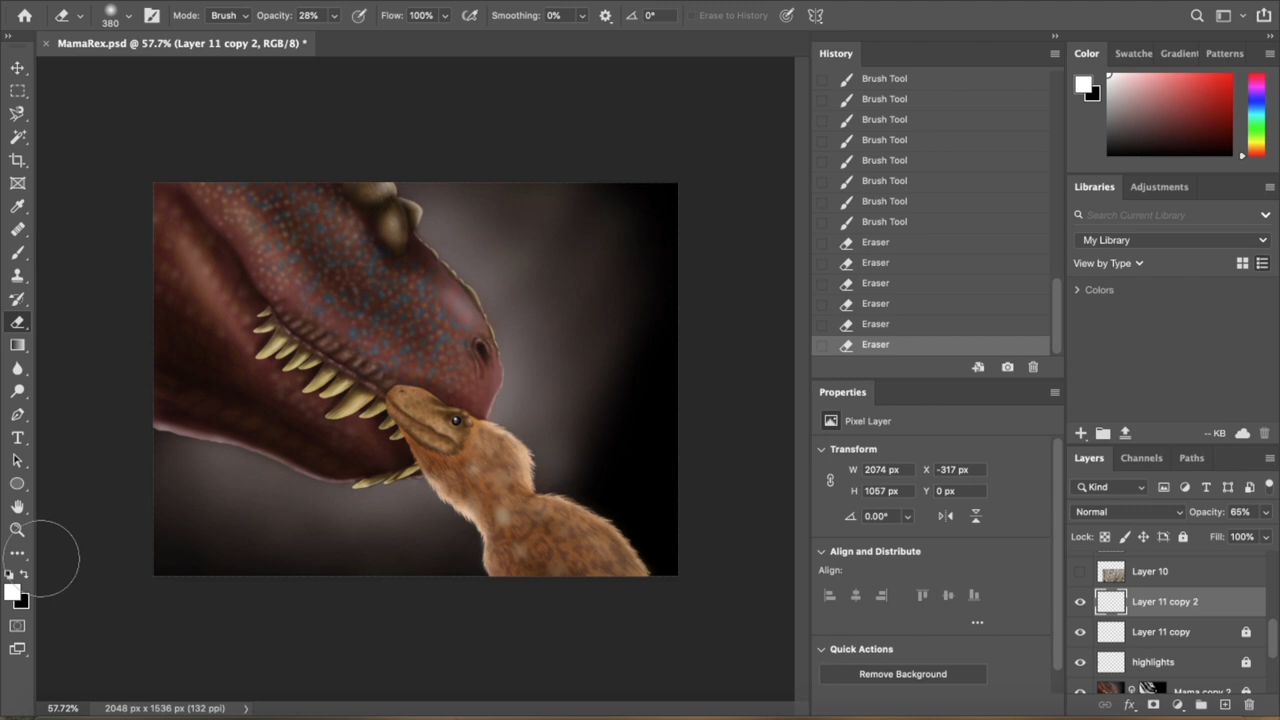 380
Mode: Brush Opacity: 28% Flow: 100% Smoothing: 0% 0° Erase to History
MamaRex.psd @ 57.7% (Layer 11 copy 2, RGB/8) *
History
Brush Tool
Brush Tool
Brush Tool
Brush Tool
Brush Tool
Brush Tool
Brush Tool
Brush Tool
Eraser
Eraser
Eraser
Eraser
Eraser
Eraser
Properties
Pixel Layer
Transform
W 2074 px X -317 px
H 1057 px Y 0 px
0.00°
Align and Distribute
Align:
Quick Actions
Remove Background
Color Swatche Gradient Patterns
Libraries Adjustments
Search Current Library
My Library
View by Type
Colors
-- KB
Layers Channels Paths
Kind
Normal Opacity: 65%
Lock: Fill: 100%
Layer 10
Layer 11 copy 2
Layer 11 copy
highlights
Mama copy 2
fx
57.72% 2048 px x 1536 px (132 ppi)